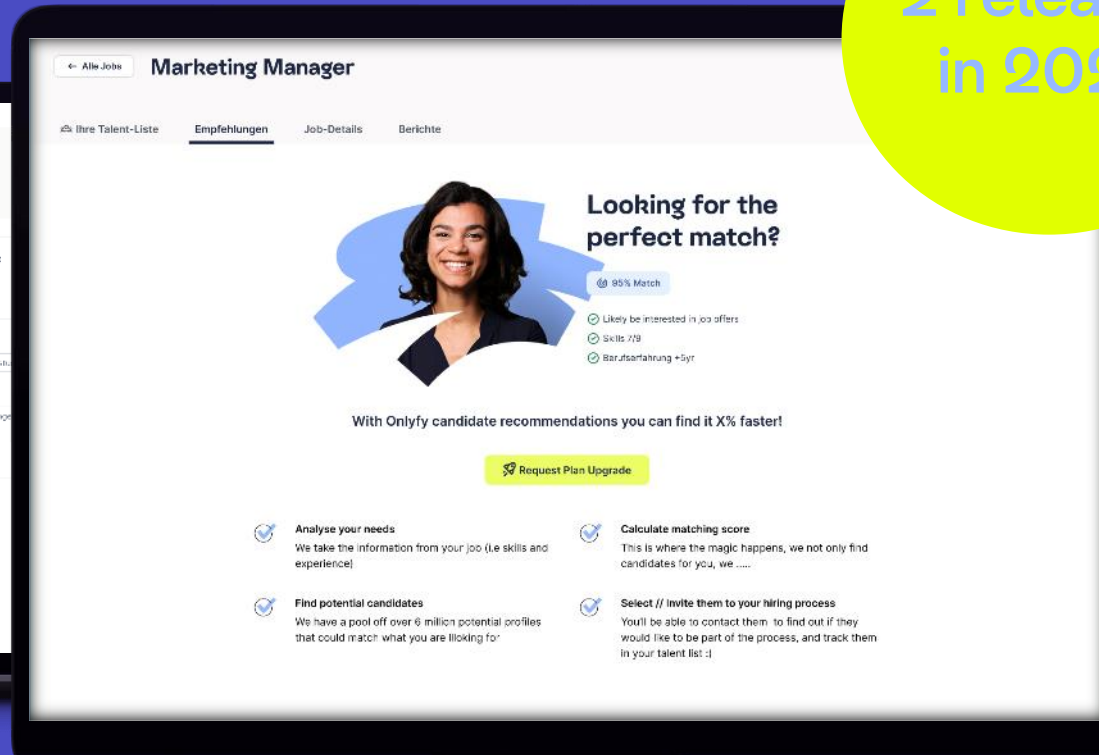 2 relea
in 202
← Alle Jobs Marketing Manager
Ihre Talent-Liste Empfehlungen Job-Details Berichte
Looking for the
perfect match?
95% Match
Likely be interested in job offers
Skills 7/9
Berufserfahrung +5yr
With Onlyfy candidate recommendations you can find it X% faster!
Request Plan Upgrade
Analyse your needs
We take the information from your job (i.e skills and
experience)
Calculate matching score
This is where the magic happens, we not only find
candidates for you, we .....
Find potential candidates
We have a pool off over 6 million potential profiles
that could match what you are llloking for
Select // Invite them to your hiring process
You'll be able to contact them to find out if they
would like to be part of the process, and track them
in your talent list :)